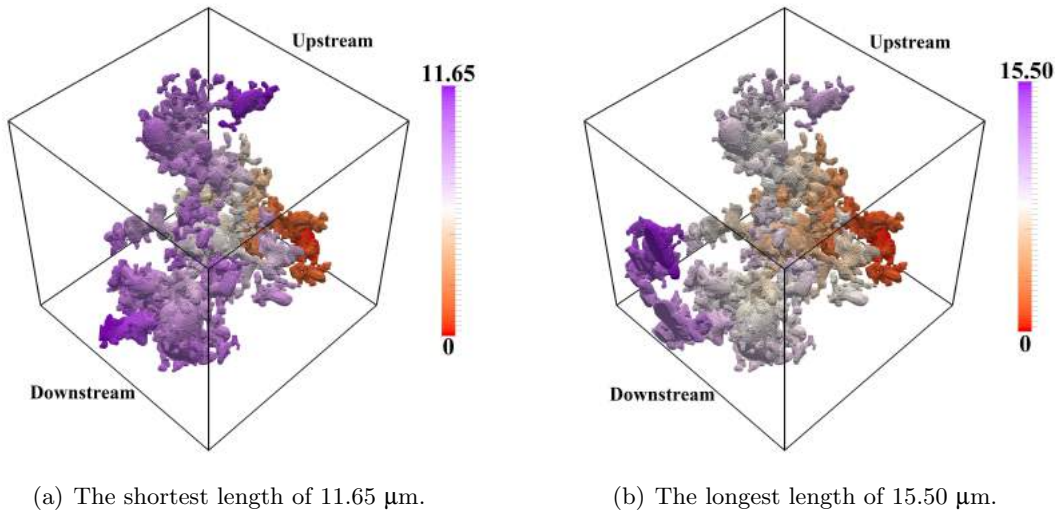 Upstream
11.65
0
Downstream
(a) The shortest length of 11.65 μm.
Upstream
15.50
0
Downstream
(b) The longest length of 15.50 μm.